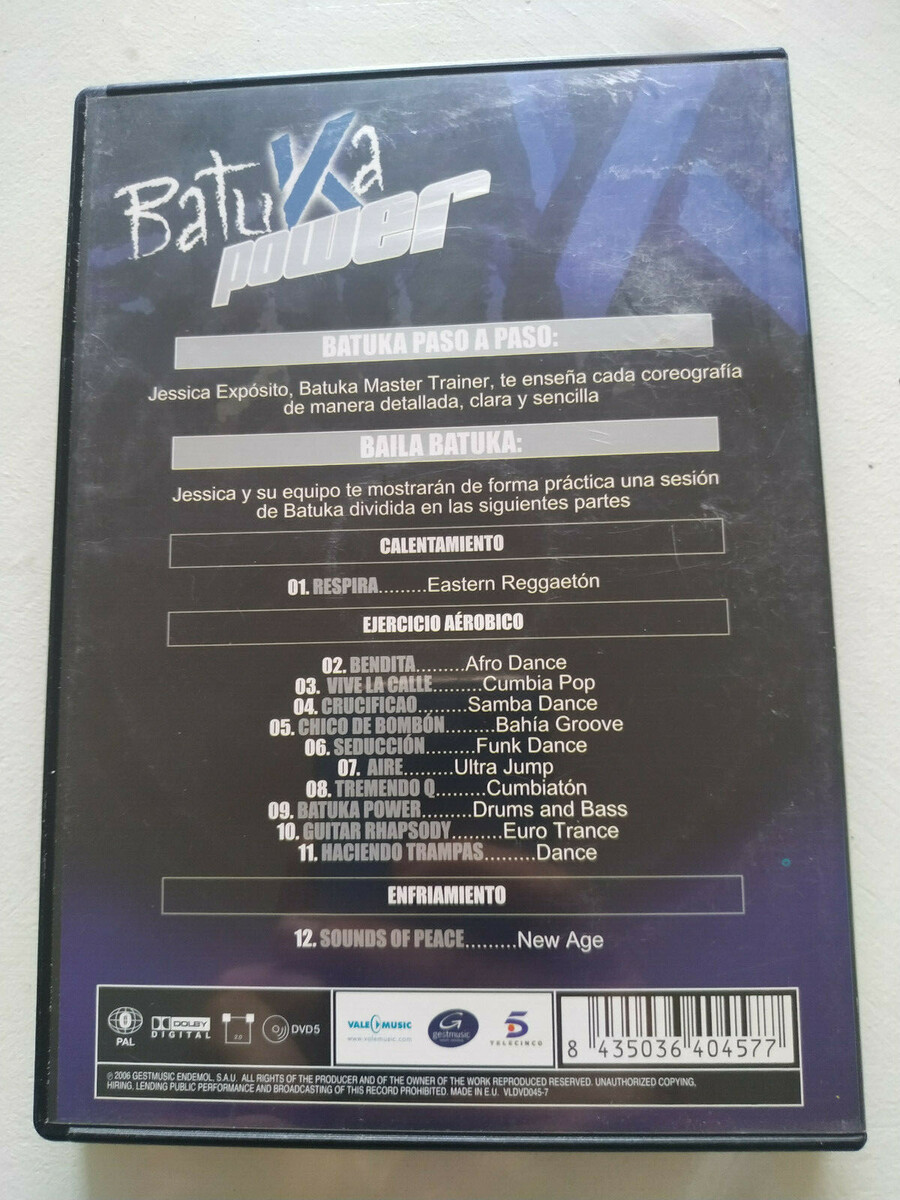 BatuKa
power
BATUKA PASO A PASO:
Jessica Expósito, Batuka Master Trainer, te enseña cada coreografía
de manera detallada, clara y sencilla
BAILA BATUKA:
Jessica y su equipo te mostrarán de forma práctica una sesión
de Batuka dividida en las siguientes partes
CALENTAMIENTO
01. RESPIRA.........Eastern Reggaetón
EJERCICIO AÉROBICO
02. BENDITA.........Afro Dance
03. VIVE LA CALLE.........Cumbia Pop
04. CRUCIFICAO.........Samba Dance
05. CHICO DE BOMBÓN.........Bahía Groove
06. SEDUCCIÓN.........Funk Dance
07. AIRE.........Ultra Jump
08. TREMENDO Q.........Cumbiatón
09. BATUKA POWER.........Drums and Bass
10. GUITAR RHAPSODY.........Euro Trance
11. HACIENDO TRAMPAS.........Dance
ENFRIAMIENTO
12. SOUNDS OF PEACE.........New Age
0
PAL
DOLBY
DIGITAL
2.0
DVD5
VALE MUSIC
www.valemusic.com
gestmusic
5
TELECINCO
8 435036 404577
℗ 2006 GESTMUSIC ENDEMOL, S.A.U. ALL RIGHTS OF THE PRODUCER AND OF THE OWNER OF THE WORK REPRODUCED RESERVED. UNAUTHORIZED COPYING,
HIRING, LENDING PUBLIC PERFORMANCE AND BROADCASTING OF THIS RECORD PROHIBITED. MADE IN E.U. VLDVD045-7